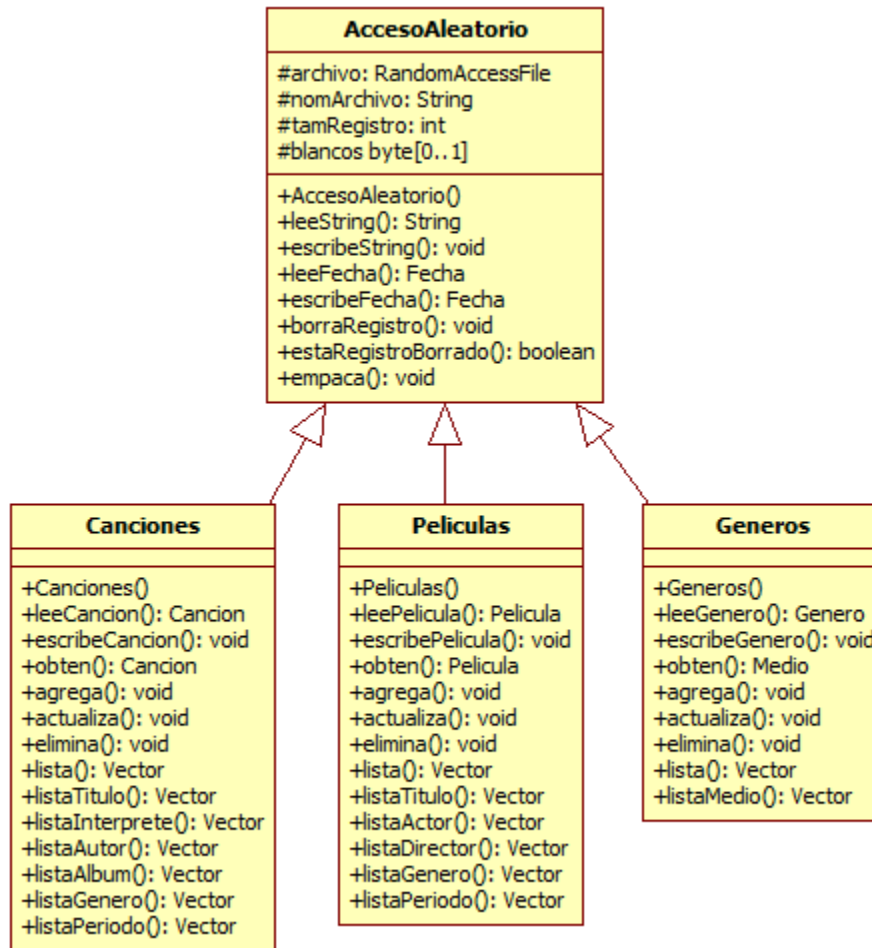 AccesoAleatorio
#archivo: RandomAccessFile
#nomArchivo: String
#tamRegistro: int
#blancos byte[0..1]
+AccesoAleatorio()
+leeString(): String
+escribeString(): void
+leeFecha(): Fecha
+escribeFecha(): Fecha
+borraRegistro(): void
+estaRegistroBorrado(): boolean
+empaca(): void
Canciones
+Canciones()
+leeCancion(): Cancion
+escribeCancion(): void
+obten(): Cancion
+agrega(): void
+actualiza(): void
+elimina(): void
+lista(): Vector
+listaTitulo(): Vector
+listaInterprete(): Vector
+listaAutor(): Vector
+listaAlbum(): Vector
+listaGenero(): Vector
+listaPeriodo(): Vector
Peliculas
+Peliculas()
+leePelicula(): Pelicula
+escribePelicula(): void
+obten(): Pelicula
+agrega(): void
+actualiza(): void
+elimina(): void
+lista(): Vector
+listaTitulo(): Vector
+listaActor(): Vector
+listaDirector(): Vector
+listaGenero(): Vector
+listaPeriodo(): Vector
Generos
+Generos()
+leeGenero(): Genero
+escribeGenero(): void
+obten(): Medio
+agrega(): void
+actualiza(): void
+elimina(): void
+lista(): Vector
+listaMedio(): Vector